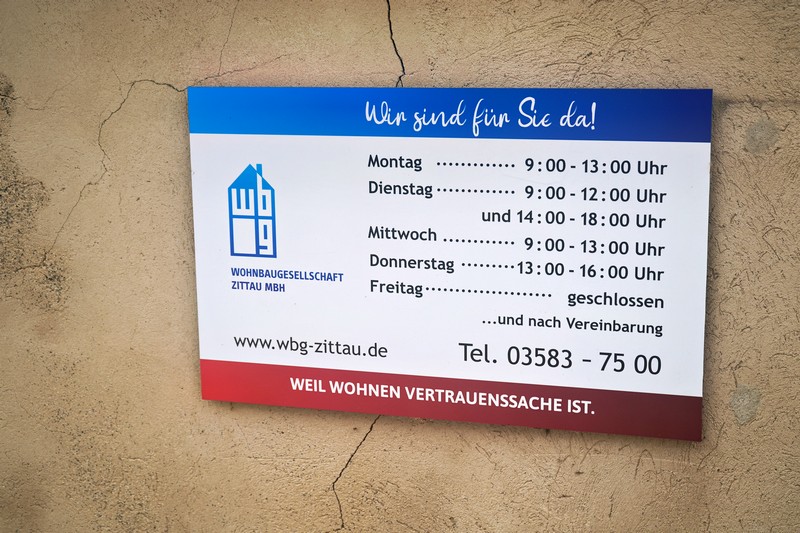 Wir sind für Sie da!
wbg
WOHNBAUGESELLSCHAFT
ZITTAU MBH
Montag ............. 9:00 - 13:00 Uhr
Dienstag ............. 9:00 - 12:00 Uhr
und 14:00 - 18:00 Uhr
Mittwoch ............ 9:00 - 13:00 Uhr
Donnerstag .........13:00 - 16:00 Uhr
Freitag..................... geschlossen
...und nach Vereinbarung
www.wbg-zittau.de
Tel. 03583 - 75 00
WEIL WOHNEN VERTRAUENSSACHE IST.